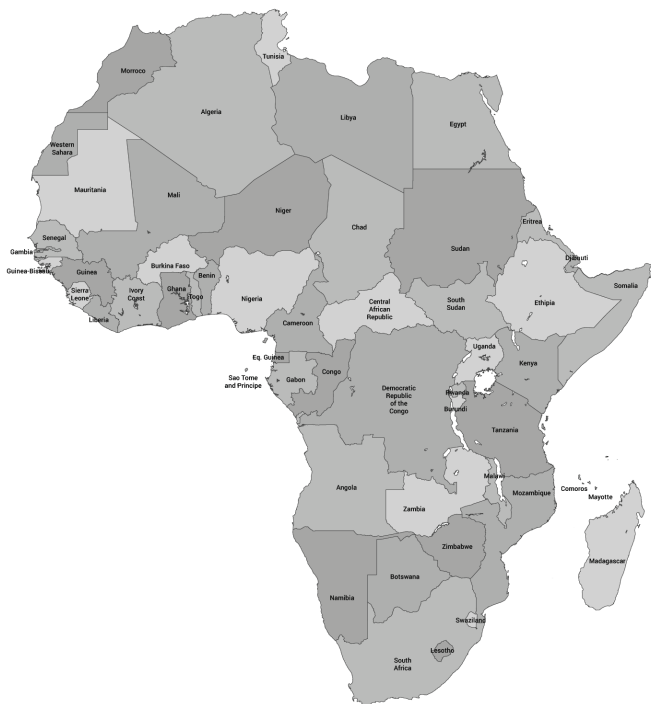 Tunisia
Morroco
Algeria
Libya
Egypt
Western
Sahara
Mauritania
Mali
Niger
Chad
Sudan
Eritrea
Senegal
Gambia
Guinea-Bissau
Guinea
Burkina Faso
Benin
Djibouti
Somalia
Sierra
Leone
Ivory
Coast
Ghana
Togo
Nigeria
Central
African
Republic
South
Sudan
Ethipia
Liberia
Cameroon
Uganda
Kenya
Eq. Guinea
Sao Tome
and Principe
Gabon
Congo
Democratic
Republic
of the
Congo
Rwanda
Burundi
Tanzania
Angola
Malawi
Zambia
Mozambique
Comoros
Mayotte
Zimbabwe
Madagascar
Botswana
Namibia
Swaziland
Lesotho
South
Africa